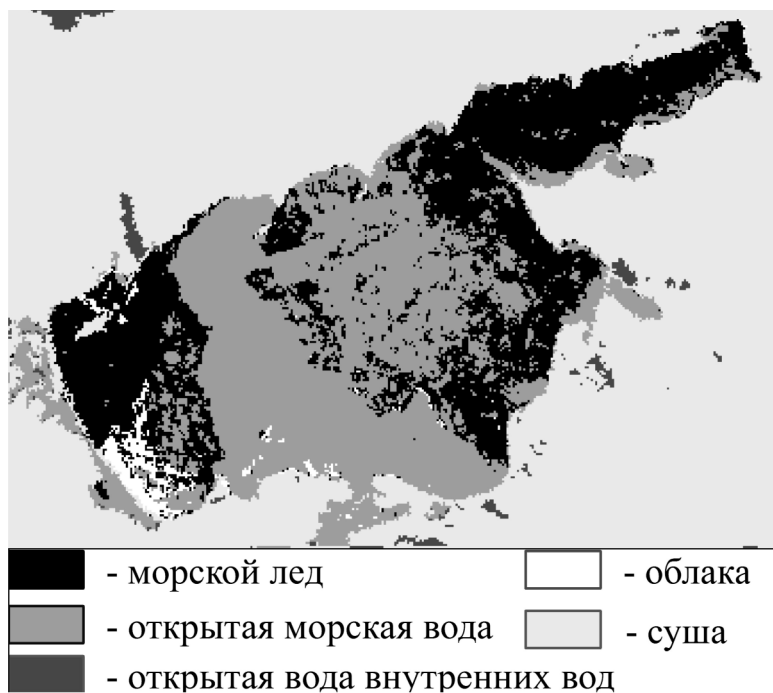 - морской лед
- облака
- открытая морская вода
- суша
- открытая вода внутренних вод